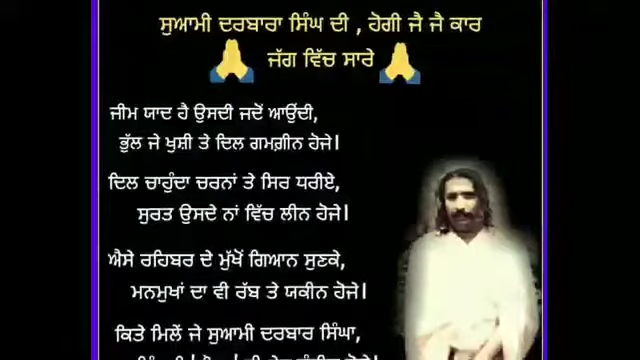 ਸੁਆਮੀ ਦਰਬਾਰਾ ਸਿੰਘ ਦੀ , ਹੋਗੀ ਜੈ ਜੈ ਕਾਰ
ਜੱਗ ਵਿੱਚ ਸਾਰੇ
ਜੀਮ ਯਾਦ ਹੈ ਉਸਦੀ ਜਦੋਂ ਆਉਂਦੀ,
ਭੁੱਲ ਜੇ ਖੁਸ਼ੀ ਤੇ ਦਿਲ ਗਮਗ਼ੀਨ ਹੋਜੇ।
ਦਿਲ ਚਾਹੁੰਦਾ ਚਰਨਾਂ ਤੇ ਸਿਰ ਧਰੀਏ,
ਸੁਰਤ ਉਸਦੇ ਨਾਂ ਵਿੱਚ ਲੀਨ ਹੋਜੇ।
ਐਸੇ ਰਹਿਬਰ ਦੇ ਮੁੱਖੋਂ ਗਿਆਨ ਸੁਣਕੇ,
ਮਨਮੁਖਾਂ ਦਾ ਵੀ ਰੱਬ ਤੇ ਯਕੀਨ ਹੋਜੇ।
ਕਿਤੇ ਮਿਲੇਂ ਜੇ ਸੁਆਮੀ ਦਰਬਾਰ ਸਿੰਘਾ,